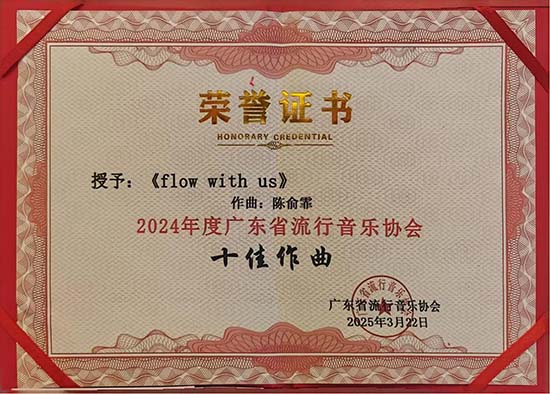 荣誉证书
HONORARY CREDENTIAL
授予：《flow with us》
作曲：陈俞霏
2024年度广东省流行音乐协会
十佳作曲
广东省流行音乐协会
2025年3月22日